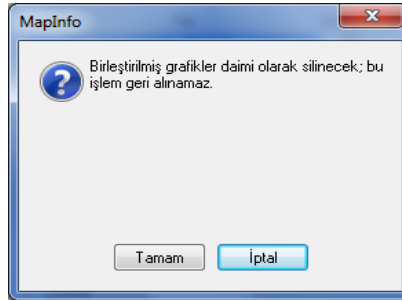 MapInfo
Birleştirilmiş grafikler daimi olarak silinecek; bu
işlem geri alınamaz.
Tamam
İptal